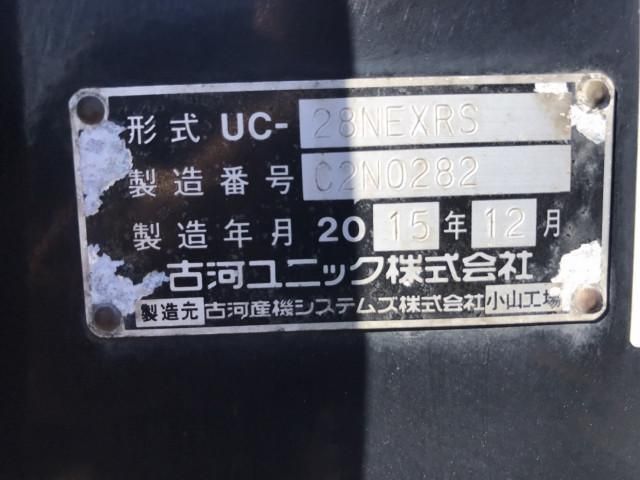 形式 UC-28NEXRS
製造番号 C2N0282
製造年月 2015年12月
古河ユニック株式会社
製造元 古河産機システムズ株式会社 小山工場